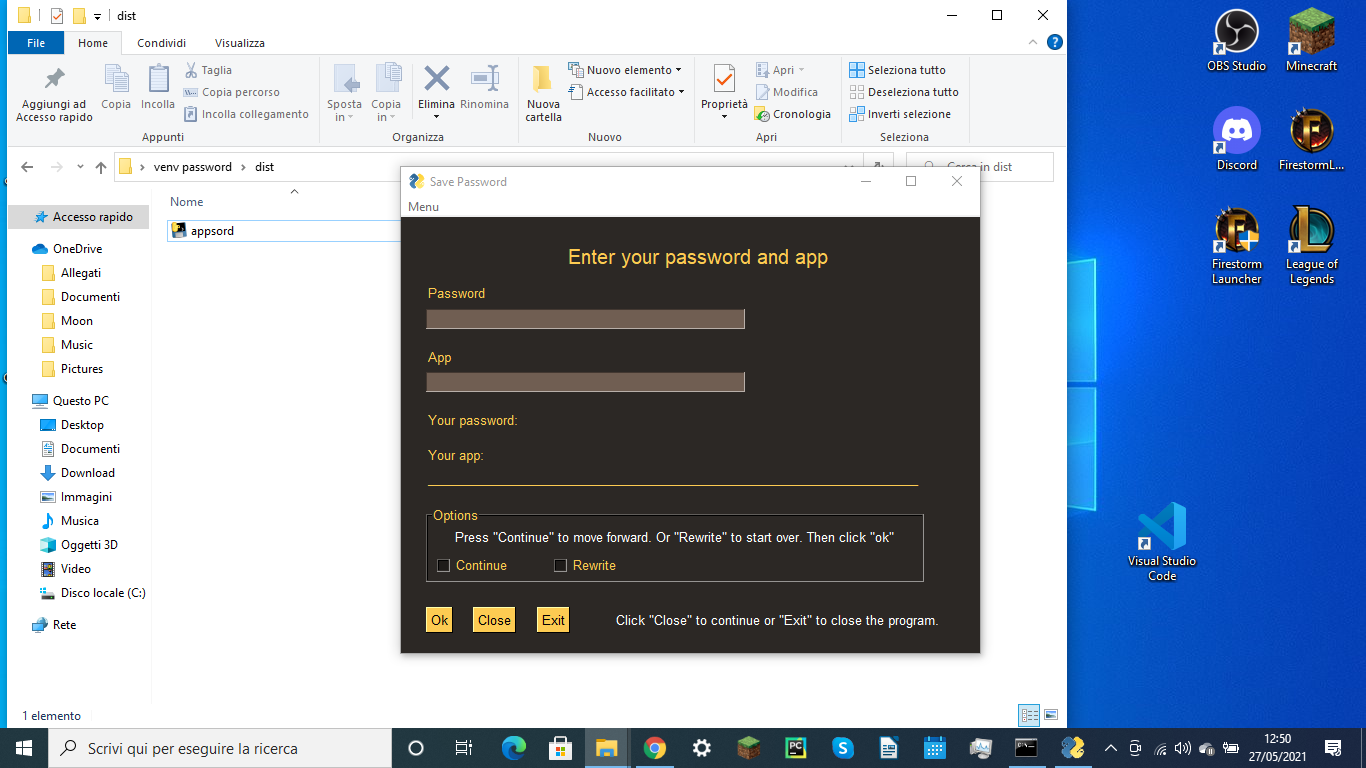 dist
File
Home
Condividi
Visualizza
Aggiungi ad
Accesso rapido
Copia
Incolla
Taglia
Copia percorso
Incolla collegamento
Appunti
Sposta
in
Copia
in
Elimina
Rinomina
Organizza
Nuova
cartella
Nuovo elemento
Accesso facilitato
Nuovo
Proprietà
Apri
Modifica
Cronologia
Apri
Seleziona tutto
Deseleziona tutto
Inverti selezione
Selezione
venv password
dist
Cerca in dist
Nome
appsord
Accesso rapido
OneDrive
Allegati
Documenti
Moon
Music
Pictures
Questo PC
Desktop
Documenti
Download
Immagini
Musica
Oggetti 3D
Video
Disco locale (C:)
Rete
1 elemento
Save Password
Menu
Enter your password and app
Password
App
Your password:
Your app:
Options
Press "Continue" to move forward. Or "Rewrite" to start over. Then click "ok"
Continue
Rewrite
Ok
Close
Exit
Click "Close" to continue or "Exit" to close the program.
OBS Studio
Minecraft
Discord
FirestormL...
Firestorm
Launcher
League of
Legends
Visual Studio
Code
Scrivi qui per eseguire la ricerca
12:50
27/05/2021